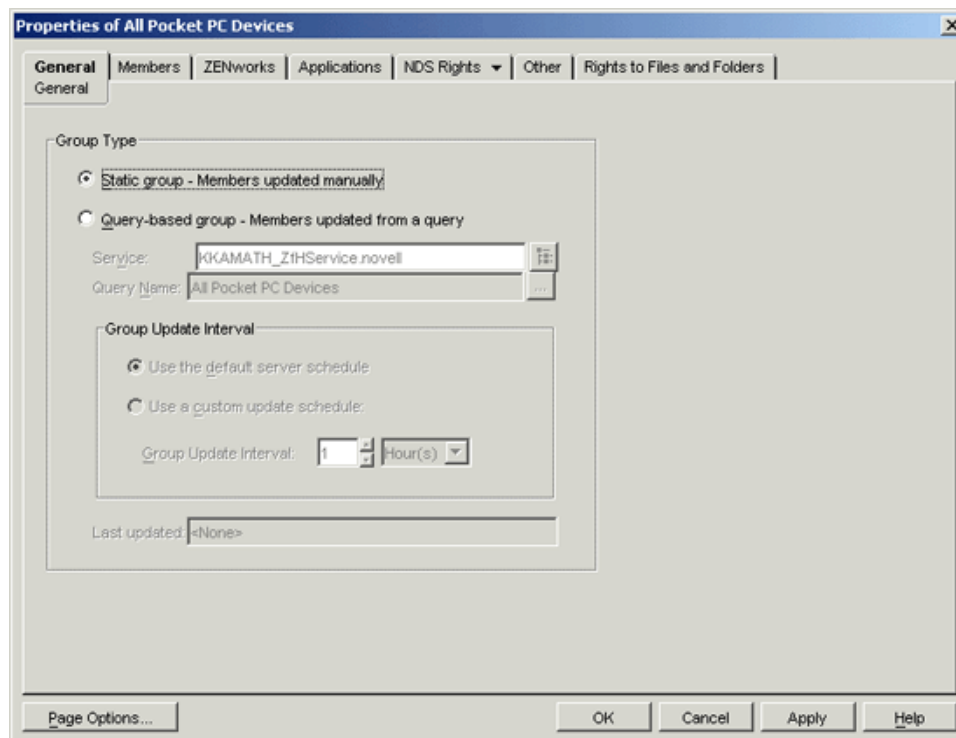 Properties of All Pocket PC Devices
General Members ZENworks Applications NDS Rights Other Rights to Files and Folders
General
Group Type
Static group - Members updated manually
Query-based group - Members updated from a query
Service: KKAMATH_ZfHService.novell
Query Name: All Pocket PC Devices ...
Group Update Interval
Use the default server schedule
Use a custom update schedule:
Group Update Interval: 1 Hour(s)
Last updated: <None>
Page Options... OK Cancel Apply Help